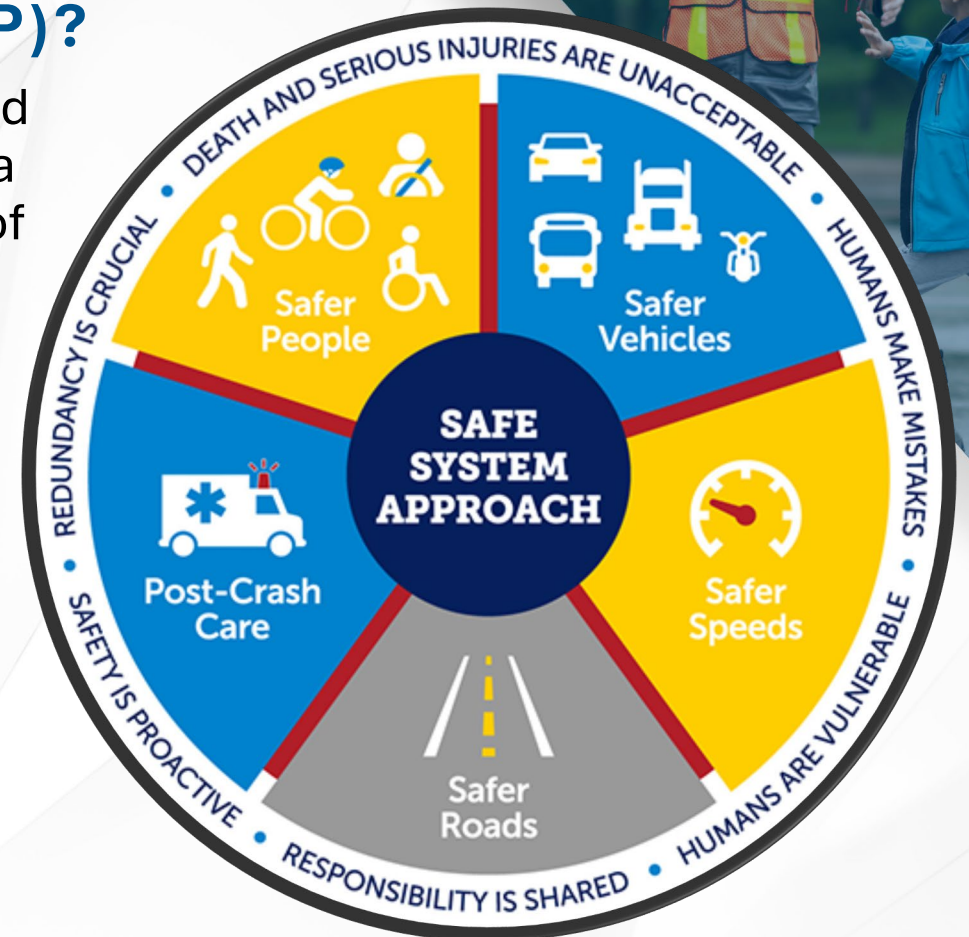 P)?
d
a
of
DEATH AND SERIOUS INJURIES ARE UNACCEPTABLE
HUMANS MAKE MISTAKES
HUMANS ARE VULNERABLE
RESPONSIBILITY IS SHARED
SAFETY IS PROACTIVE
REDUNDANCY IS CRUCIAL
Safer
People
Safer
Vehicles
SAFE
SYSTEM
APPROACH
Post-Crash
Care
Safer
Speeds
Safer
Roads